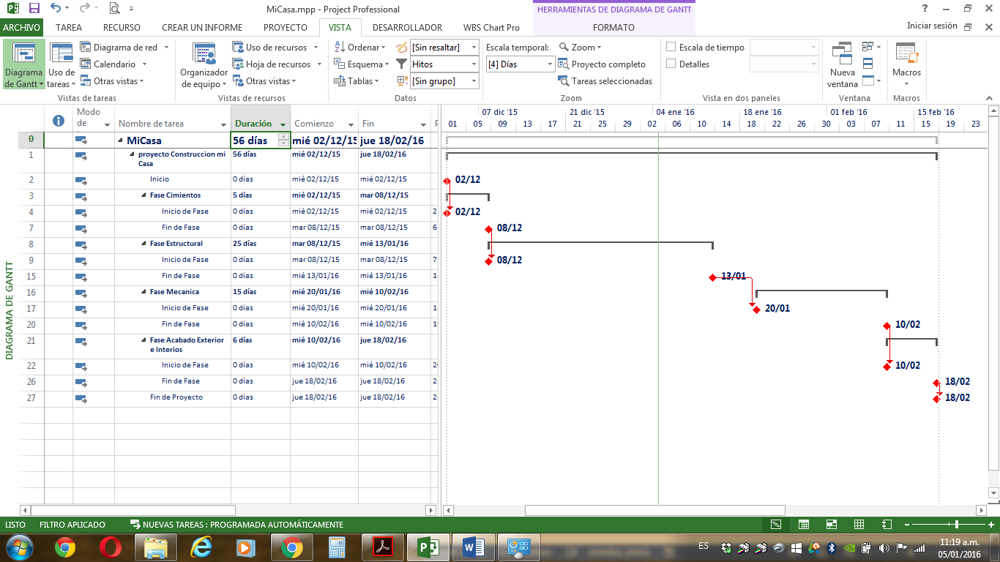 MiCasa.mpp - Project Professional
HERRAMIENTAS DE DIAGRAMA DE GANTT
ARCHIVO TAREA RECURSO CREAR UN INFORME PROYECTO VISTA DESARROLLADOR WBS Chart Pro FORMATO
Iniciar sesión
Diagrama de Gantt
Uso de tareas
Diagrama de red
Calendario
Otras vistas
Vistas de tareas
Organizador de equipo
Uso de recursos
Hoja de recursos
Otras vistas
Vistas de recursos
Ordenar
Esquema
Tablas
[Sin resaltar]
Hitos
[Sin grupo]
Datos
Escala temporal:
[4] Días
Zoom
Proyecto completo
Tareas seleccionadas
Zoom
Escala de tiempo
Detalles
Vista en dos paneles
Nueva ventana
Ventana
Macros
Macros
Modo de
Nombre de tarea Duración Comienzo Fin P
07 dic '15 21 dic '15 04 ene '16 18 ene '16 01 feb '16 15 feb '16
01 05 09 13 17 21 25 29 02 06 10 14 18 22 26 30 03 07 11 15 19 23
0 MiCasa 56 días mié 02/12/15 jue 18/02/16
1 proyecto Construccion mi Casa 56 días mié 02/12/15 jue 18/02/16
2 Inicio 0 días mié 02/12/15 mié 02/12/15 02/12
3 Fase Cimientos 5 días mié 02/12/15 mar 08/12/15
4 Inicio de Fase 0 días mié 02/12/15 mié 02/12/15 2 02/12
7 Fin de Fase 0 días mar 08/12/15 mar 08/12/15 6 08/12
8 Fase Estructural 25 días mar 08/12/15 mié 13/01/16
9 Inicio de Fase 0 días mar 08/12/15 mar 08/12/15 7 08/12
15 Fin de Fase 0 días mié 13/01/16 mié 13/01/16 13/01
16 Fase Mecanica 15 días mié 20/01/16 mié 10/02/16
17 Inicio de Fase 0 días mié 20/01/16 mié 20/01/16 20/01
20 Fin de Fase 0 días mié 10/02/16 mié 10/02/16 10/02
21 Fase Acabado Exterior e Interios 6 días mié 10/02/16 jue 18/02/16
22 Inicio de Fase 0 días mié 10/02/16 mié 10/02/16 10/02
26 Fin de Fase 0 días jue 18/02/16 jue 18/02/16 18/02
27 Fin de Proyecto 0 días jue 18/02/16 jue 18/02/16 18/02
DIAGRAMA DE GANTT
LISTO FILTRO APLICADO NUEVAS TAREAS : PROGRAMADA AUTOMÁTICAMENTE
ES
11:19 a.m.
05/01/2016